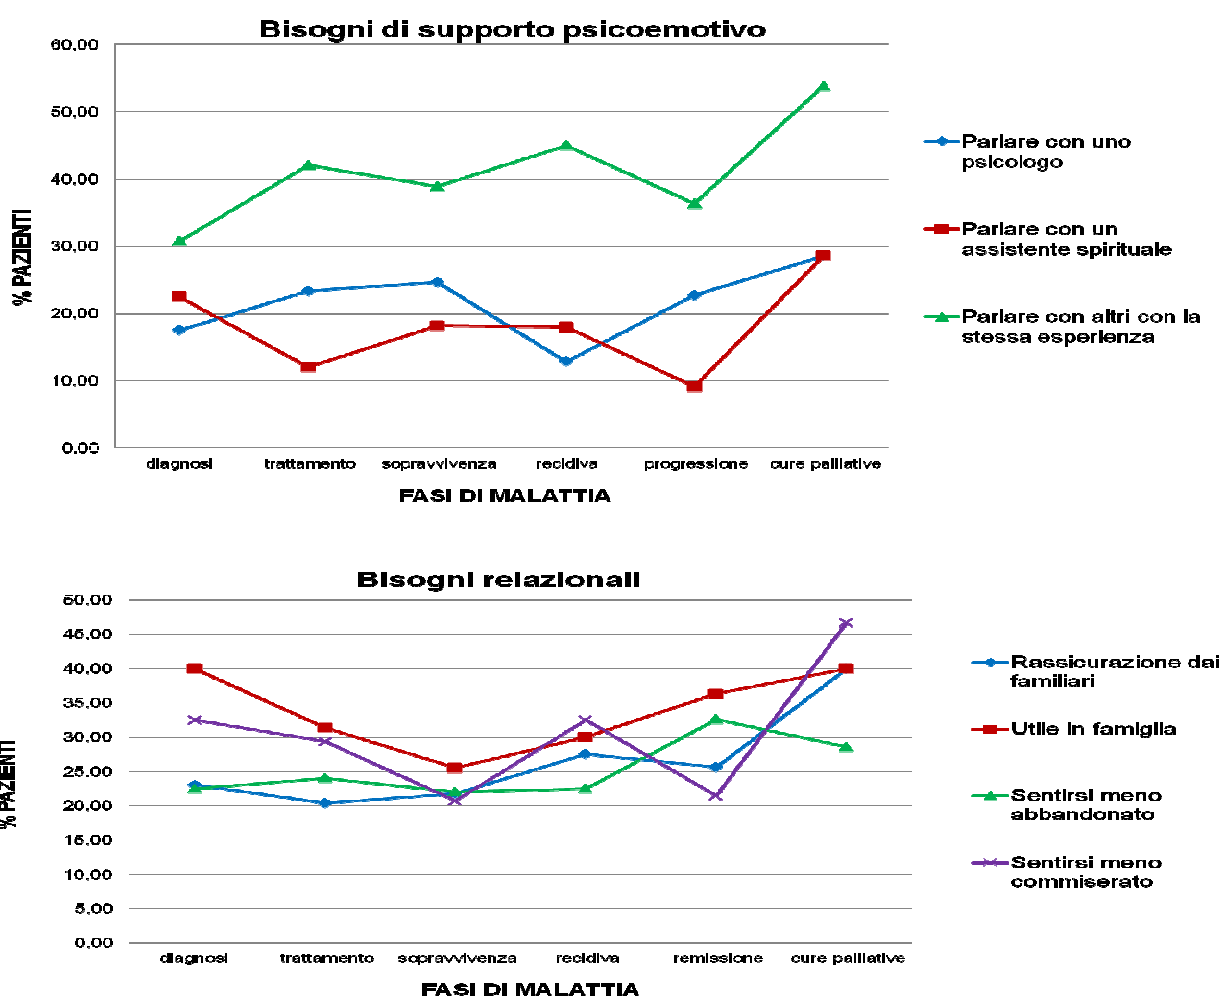 Bisogni di supporto psicoemotivo
60,00
50,00
40,00
30,00
20,00
10,00
0,00
% PAZIENTI
diagnosi trattamento sopravvivenza recidiva progressione cure palliative
FASI DI MALATTIA
Parlare con uno
psicologo
Parlare con un
assistente spirituale
Parlare con altri con la
stessa esperienza
Bisogni relazionali
50,00
45,00
40,00
35,00
30,00
25,00
20,00
15,00
10,00
5,00
0,00
% PAZIENTI
diagnosi trattamento sopravvivenza recidiva remissione cure palliative
FASI DI MALATTIA
Rassicurazione dai
familiari
Utile in famiglia
Sentirsi meno
abbandonato
Sentirsi meno
commiserato